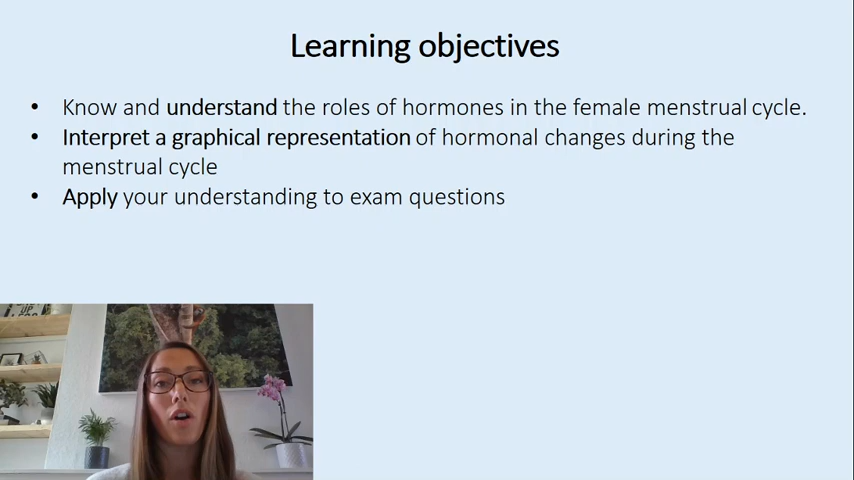 Learning objectives
• Know and understand the roles of hormones in the female menstrual cycle.
• Interpret a graphical representation of hormonal changes during the
menstrual cycle
• Apply your understanding to exam questions